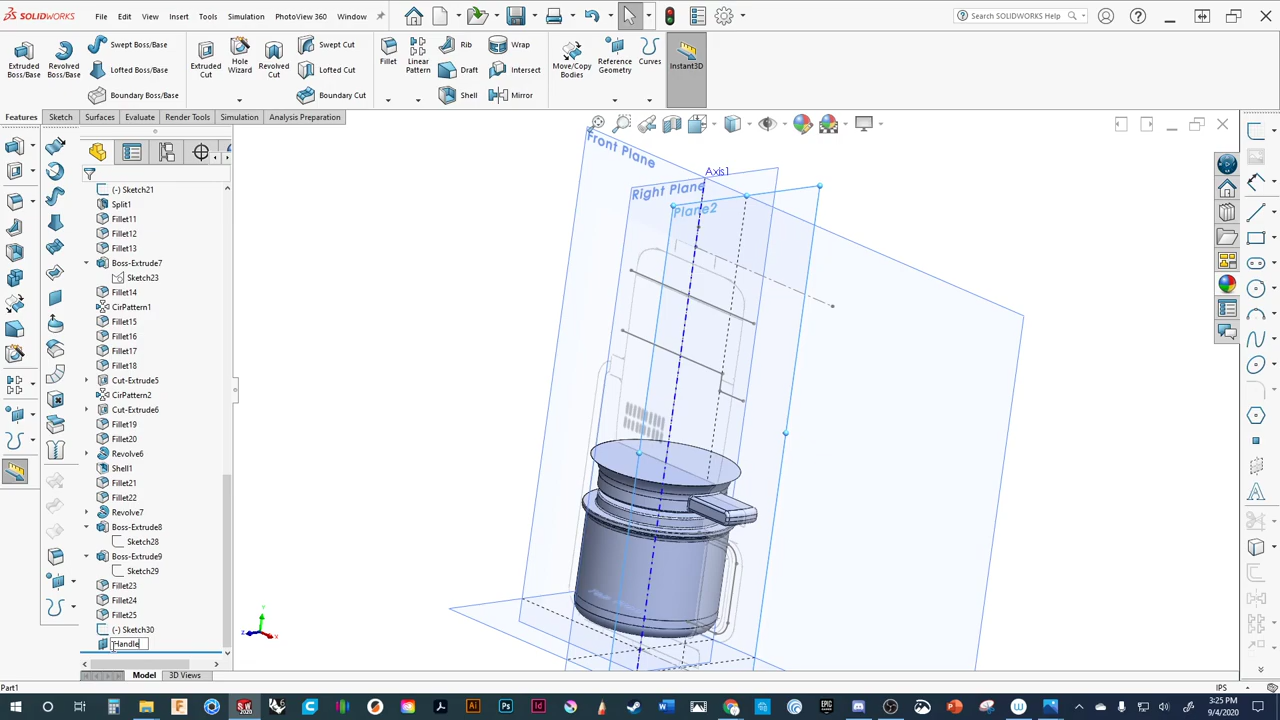 SOLIDWORKS File Edit View Insert Tools Simulation PhotoView 360 Window Search SOLIDWORKS Help
Extruded Boss/Base
Revolved Boss/Base
Swept Boss/Base
Lofted Boss/Base
Boundary Boss/Base
Extruded Cut
Hole Wizard
Revolved Cut
Swept Cut
Lofted Cut
Boundary Cut
Fillet
Linear Pattern
Rib
Draft
Shell
Wrap
Intersect
Mirror
Move/Copy Bodies
Reference Geometry
Curves
Instant3D
Features Sketch Surfaces Evaluate Render Tools Simulation Analysis Preparation
(-) Sketch21
Split1
Fillet11
Fillet12
Fillet13
Boss-Extrude7
Sketch23
Fillet14
CirPattern1
Fillet15
Fillet16
Fillet17
Fillet18
Cut-Extrude5
CirPattern2
Cut-Extrude6
Fillet19
Fillet20
Revolve6
Shell1
Fillet21
Fillet22
Revolve7
Boss-Extrude8
Sketch28
Boss-Extrude9
Sketch29
Fillet23
Fillet24
Fillet25
(-) Sketch30
Handle
Front Plane
Axis1
Right Plane
Plane2
Model 3D Views
Part1 IPS
3:25 PM
9/4/2020